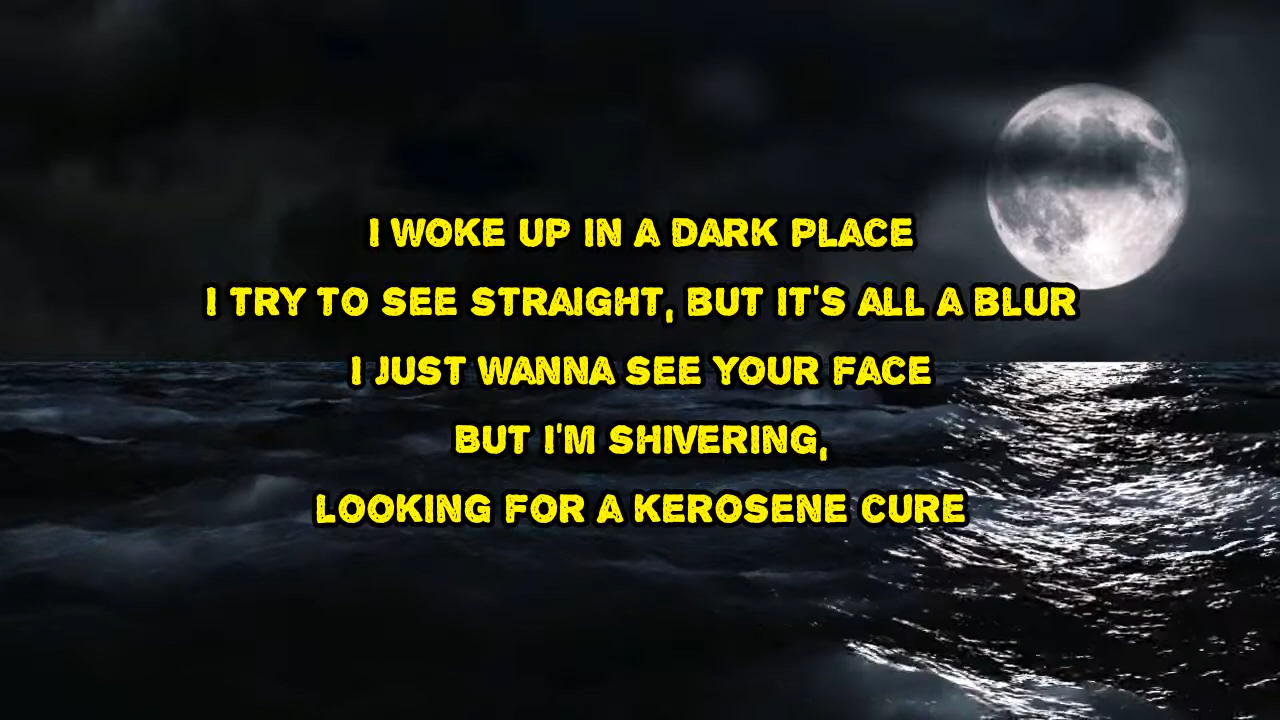 I WOKE UP IN A DARK PLACE
I TRY TO SEE STRAIGHT, BUT IT'S ALL A BLUR
I JUST WANNA SEE YOUR FACE
BUT I'M SHIVERING,
LOOKING FOR A KEROSENE CURE